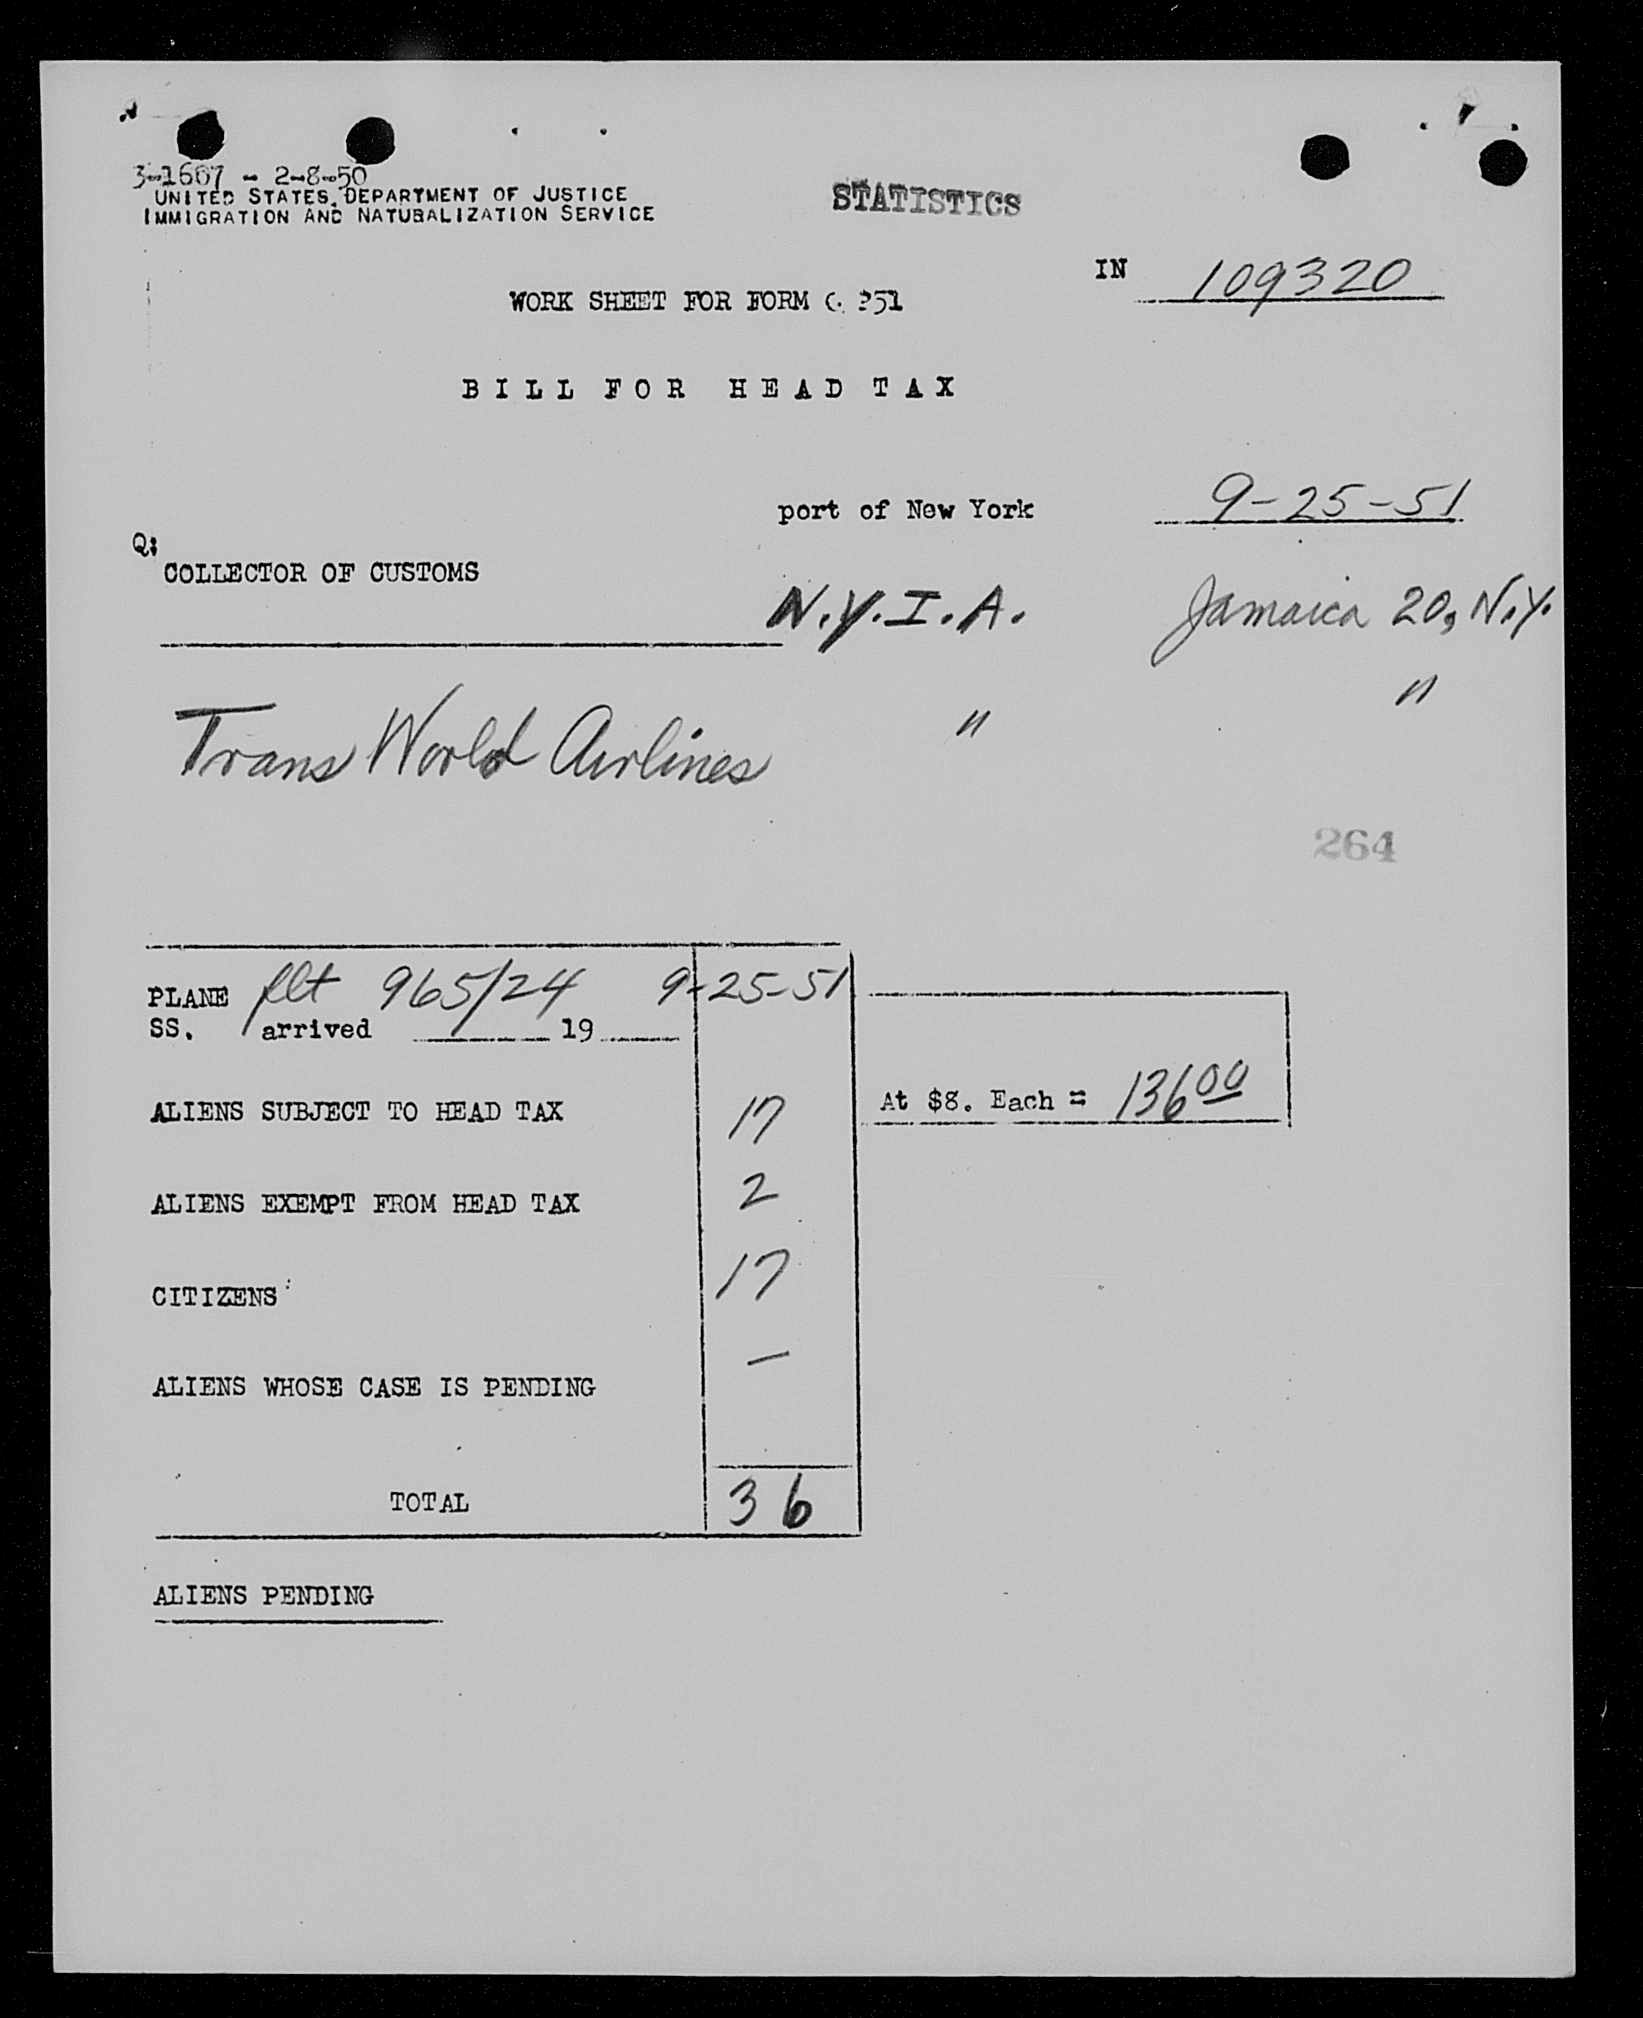 3-1667 - 2-8-50
UNITED STATES DEPARTMENT OF JUSTICE
IMMIGRATION AND NATURALIZATION SERVICE
STATISTICS
IN 109320
WORK SHEET FOR FORM 
BILL FOR HEAD TAX
port of New York 9-25-51
Q:
COLLECTOR OF CUSTOMS
N.Y.I.A. Jamaica 20, N.Y.
Trans World Airlines " "
264
PLANE flt 965/24 9-25-51
SS. arrived 19
ALIENS SUBJECT TO HEAD TAX 17 At $8. Each = 136 00
ALIENS EXEMPT FROM HEAD TAX 2
CITIZENS 17
ALIENS WHOSE CASE IS PENDING —
TOTAL 36
ALIENS PENDING